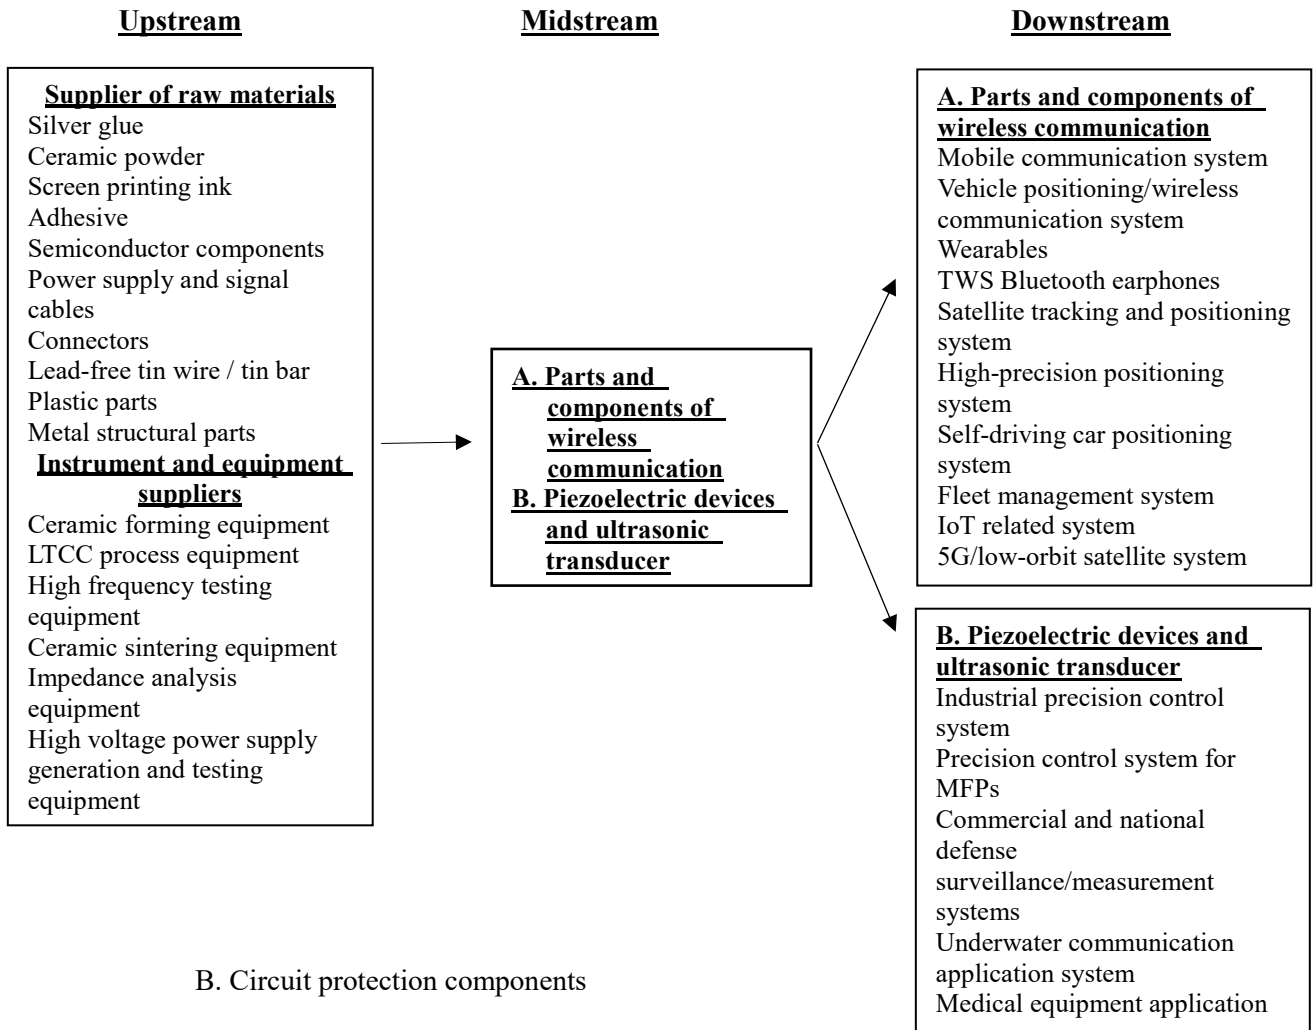 Upstream
Midstream
Downstream
Supplier of raw materials
Silver glue
Ceramic powder
Screen printing ink
Adhesive
Semiconductor components
Power supply and signal
cables
Connectors
Lead-free tin wire / tin bar
Plastic parts
Metal structural parts
Instrument and equipment
suppliers
Ceramic forming equipment
LTCC process equipment
High frequency testing
equipment
Ceramic sintering equipment
Impedance analysis
equipment
High voltage power supply
generation and testing
equipment
A. Parts and
components of
wireless
communication
B. Piezoelectric devices
and ultrasonic
transducer
A. Parts and components of
wireless communication
Mobile communication system
Vehicle positioning/wireless
communication system
Wearables
TWS Bluetooth earphones
Satellite tracking and positioning
system
High-precision positioning
system
Self-driving car positioning
system
Fleet management system
IoT related system
5G/low-orbit satellite system
B. Piezoelectric devices and
ultrasonic transducer
Industrial precision control
system
Precision control system for
MFPs
Commercial and national
defense
surveillance/measurement
systems
Underwater communication
application system
Medical equipment application
B. Circuit protection components